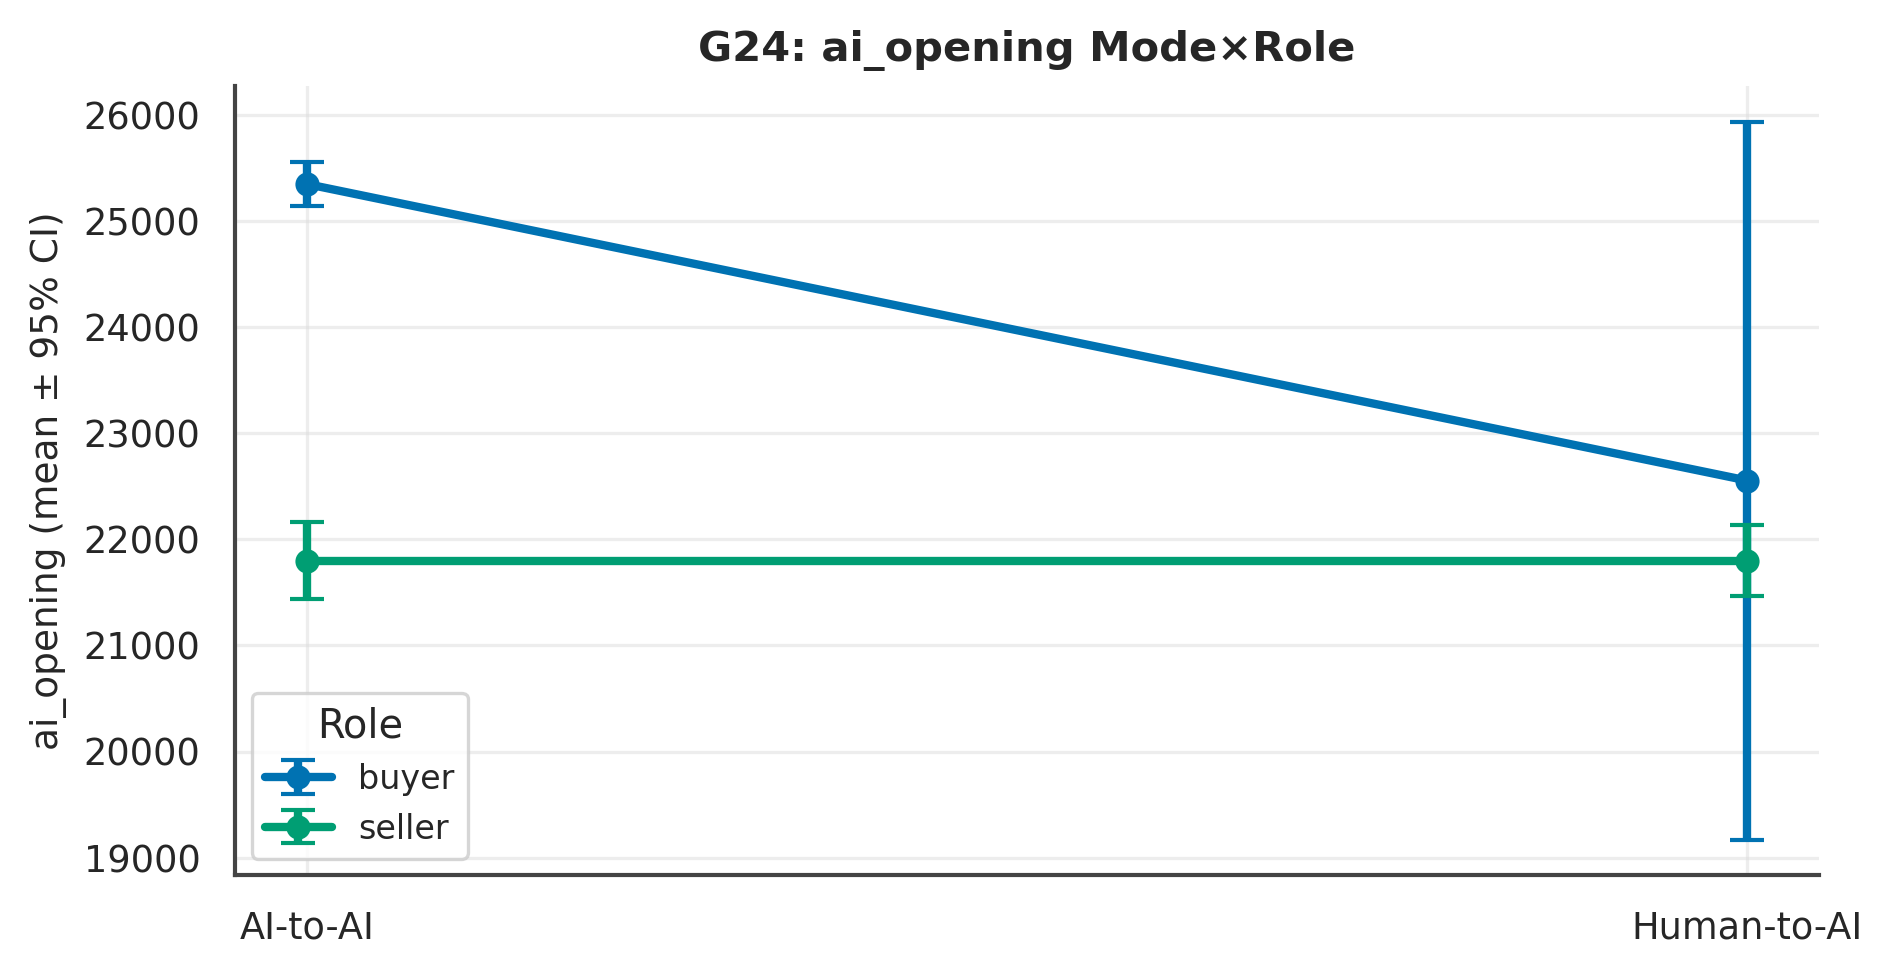 G24: ai_opening Mode×Role
ai_opening (mean ± 95% CI)
26000
25000
24000
23000
22000
21000
20000
19000
Role
buyer
seller
AI-to-AI
Human-to-AI